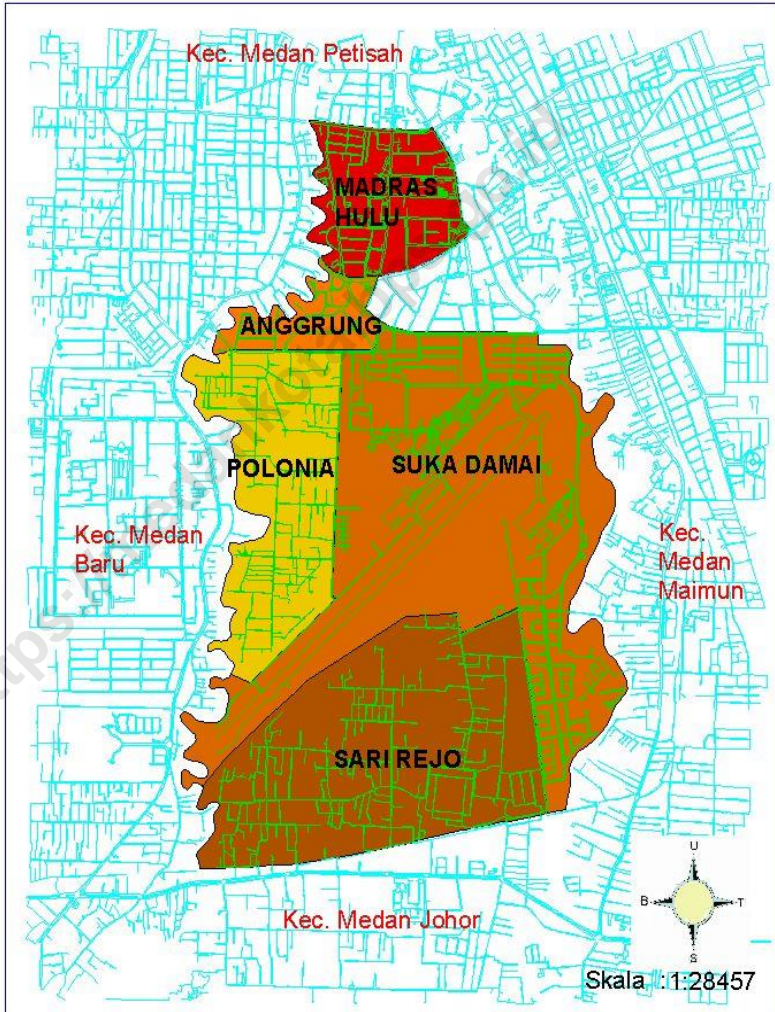 Kec. Medan Petisah
MADRAS
HULU
ANGGRUNG
POLONIA
SUKA DAMAI
Kec. Medan
Baru
Kec.
Medan
Maimun
SARI REJO
Kec. Medan Johor
U
B
T
S
Skala : 1:28457